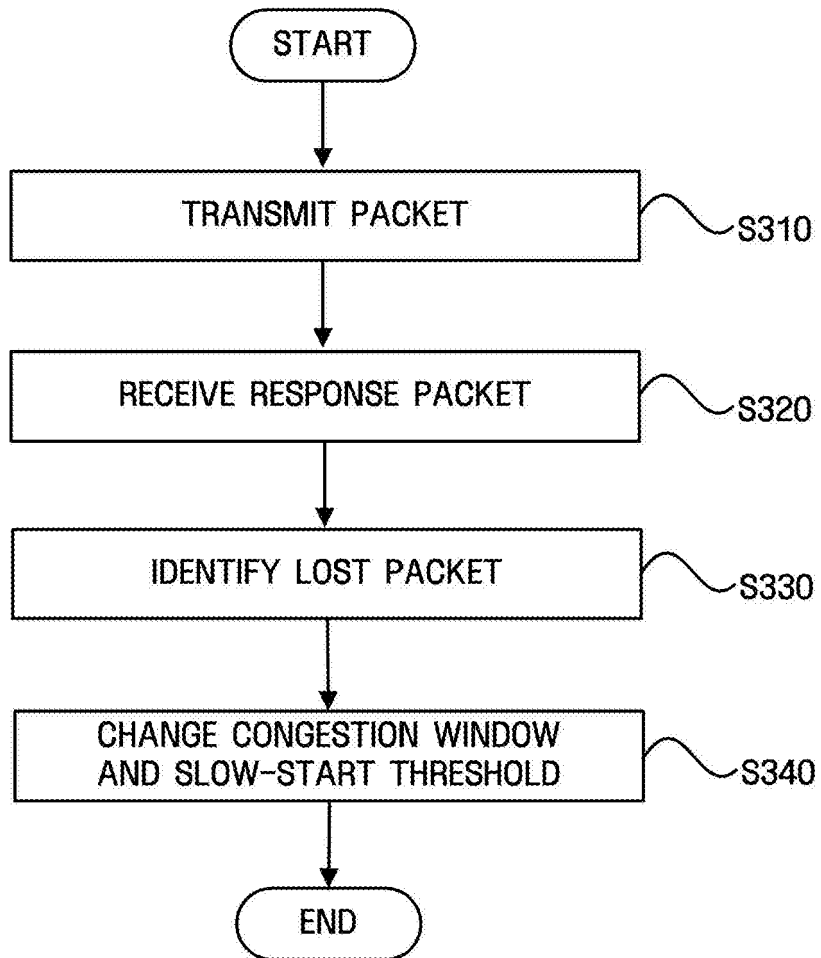 START
TRANSMIT PACKET
S310
RECEIVE RESPONSE PACKET
S320
IDENTIFY LOST PACKET
S330
CHANGE CONGESTION WINDOW
AND SLOW-START THRESHOLD
S340
END